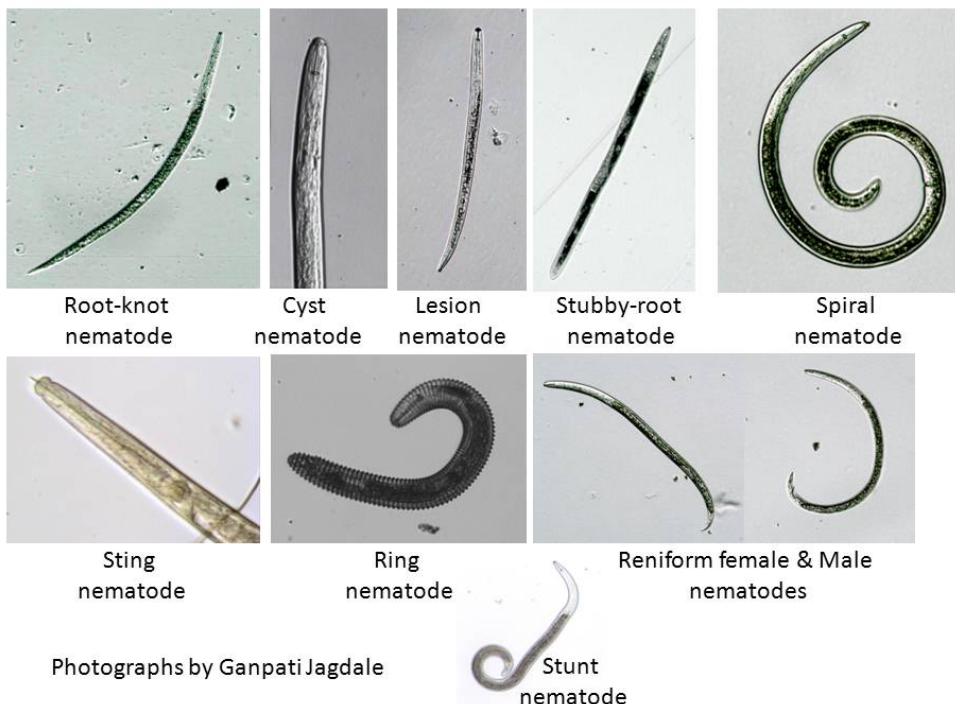 Root-knot
nematode
Cyst
nematode
Lesion
nematode
Stubby-root
nematode
Spiral
nematode
Sting
nematode
Ring
nematode
Reniform female & Male
nematodes
Photographs by Ganpati Jagdale
Stunt
nematode